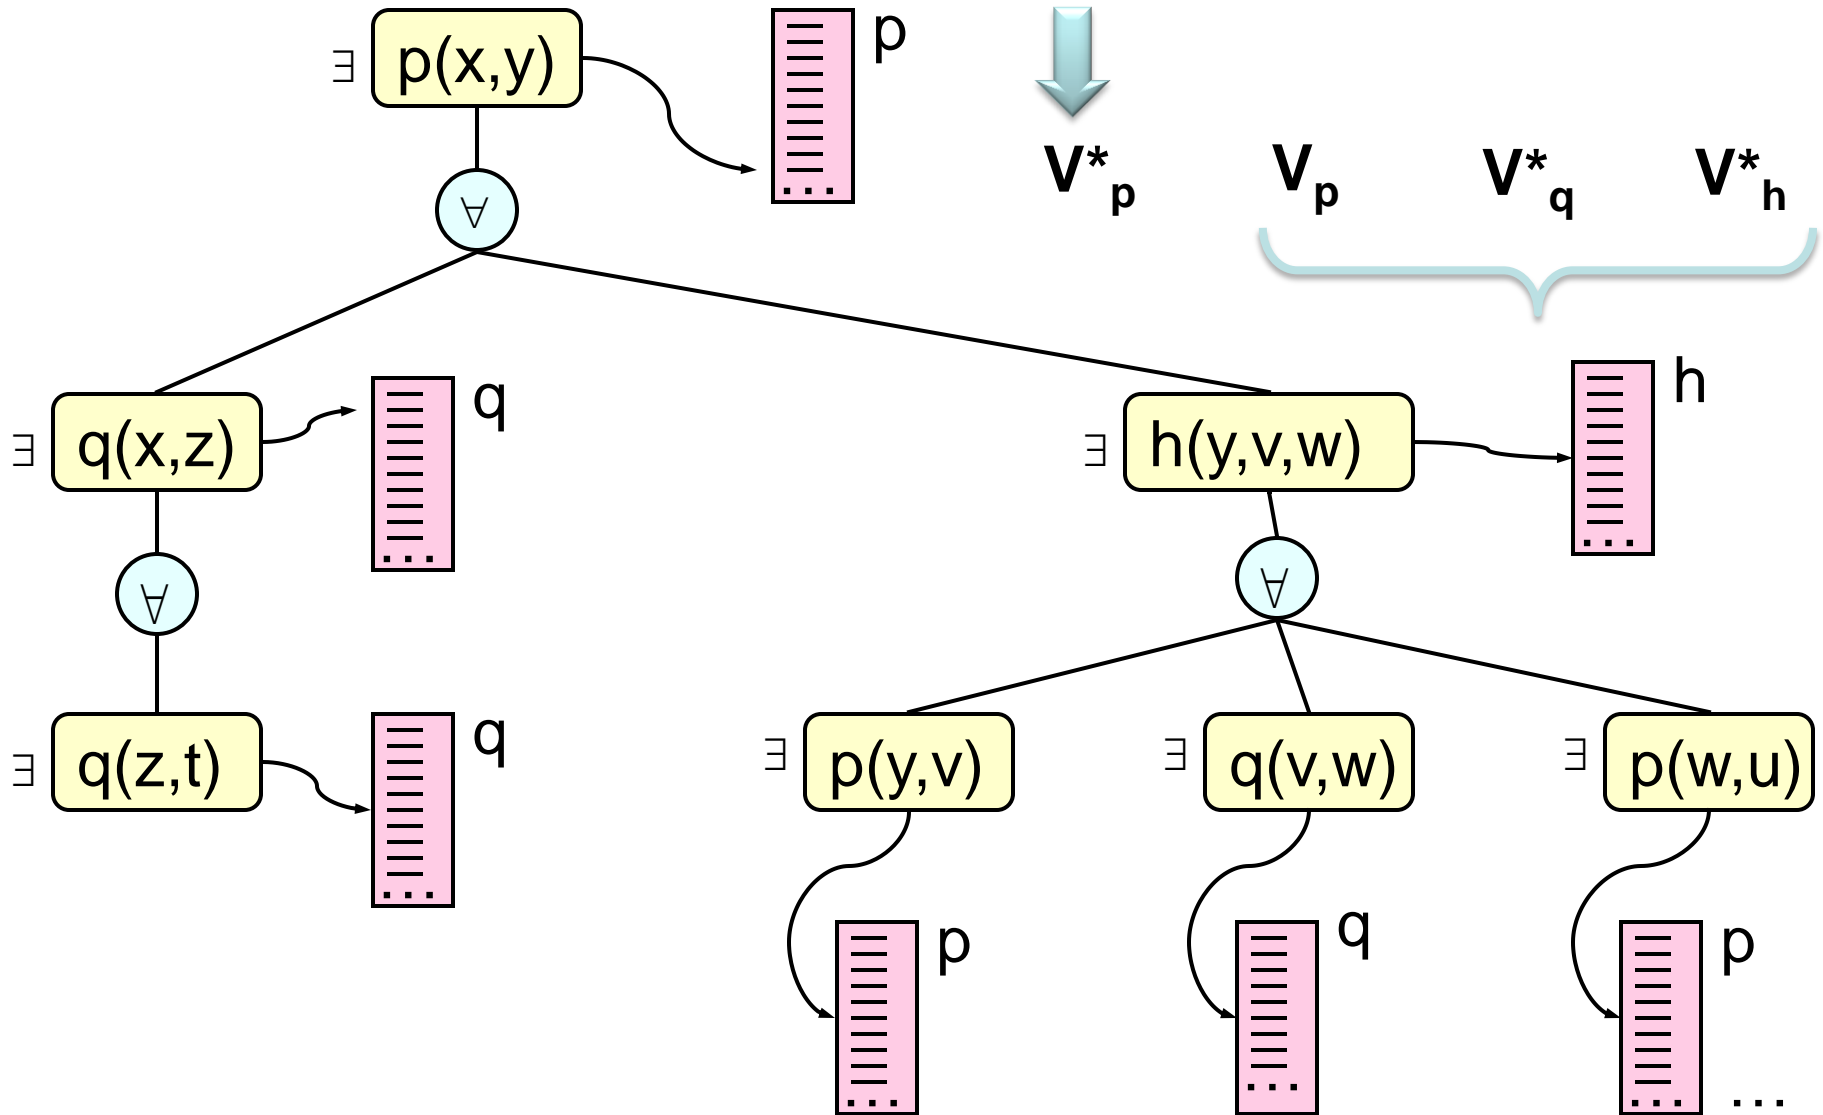 ∃ p(x,y) p
...
V*p Vp V*q V*h
∀
∃ q(x,z) q
...
∃ h(y,v,w) h
...
∀ ∀
∃ q(z,t) q
...
∃ p(y,v) ∃ q(v,w) ∃ p(w,u)
p q p
... ... ... ...